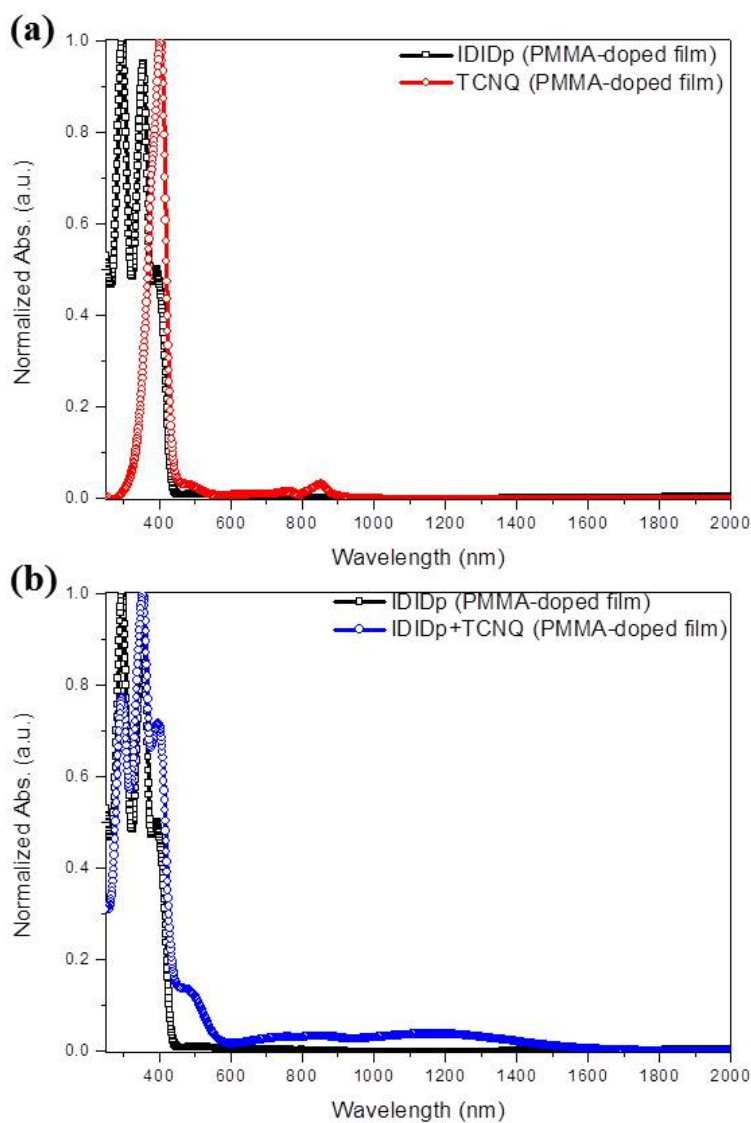 (a)
IDIDp (PMMA-doped film)
TCNQ (PMMA-doped film)
1.0
0.8
0.6
0.4
0.2
0.0
Normalized Abs. (a.u.)
400 600 800 1000 1200 1400 1600 1800 2000
Wavelength (nm)
(b)
IDIDp (PMMA-doped film)
IDIDp+TCNQ (PMMA-doped film)
1.0
0.8
0.6
0.4
0.2
0.0
Normalized Abs. (a.u.)
400 600 800 1000 1200 1400 1600 1800 2000
Wavelength (nm)